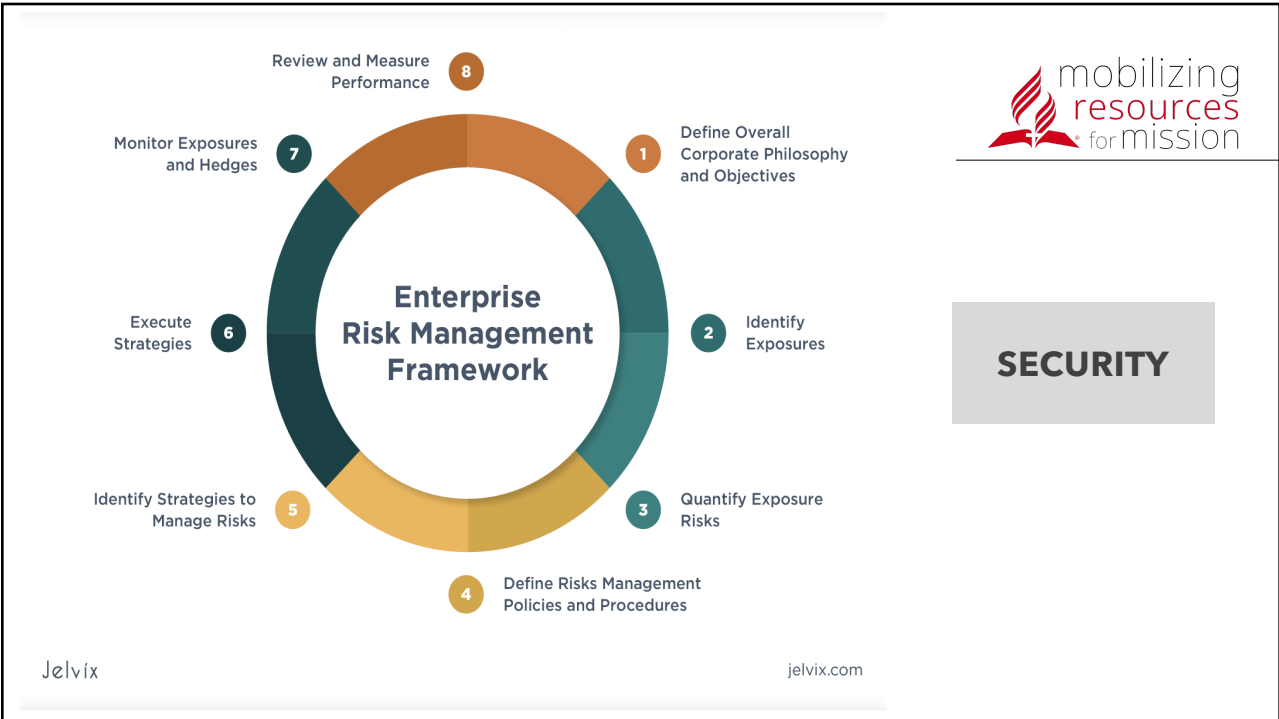 Enterprise
Risk Management
Framework
1
Define Overall
Corporate Philosophy
and Objectives
2
Identify
Exposures
3
Quantify Exposure
Risks
4
Define Risks Management
Policies and Procedures
5
Identify Strategies to
Manage Risks
6
Execute
Strategies
7
Monitor Exposures
and Hedges
8
Review and Measure
Performance
Jelvix
jelvix.com
mobilizing
resources
® for mission
SECURITY